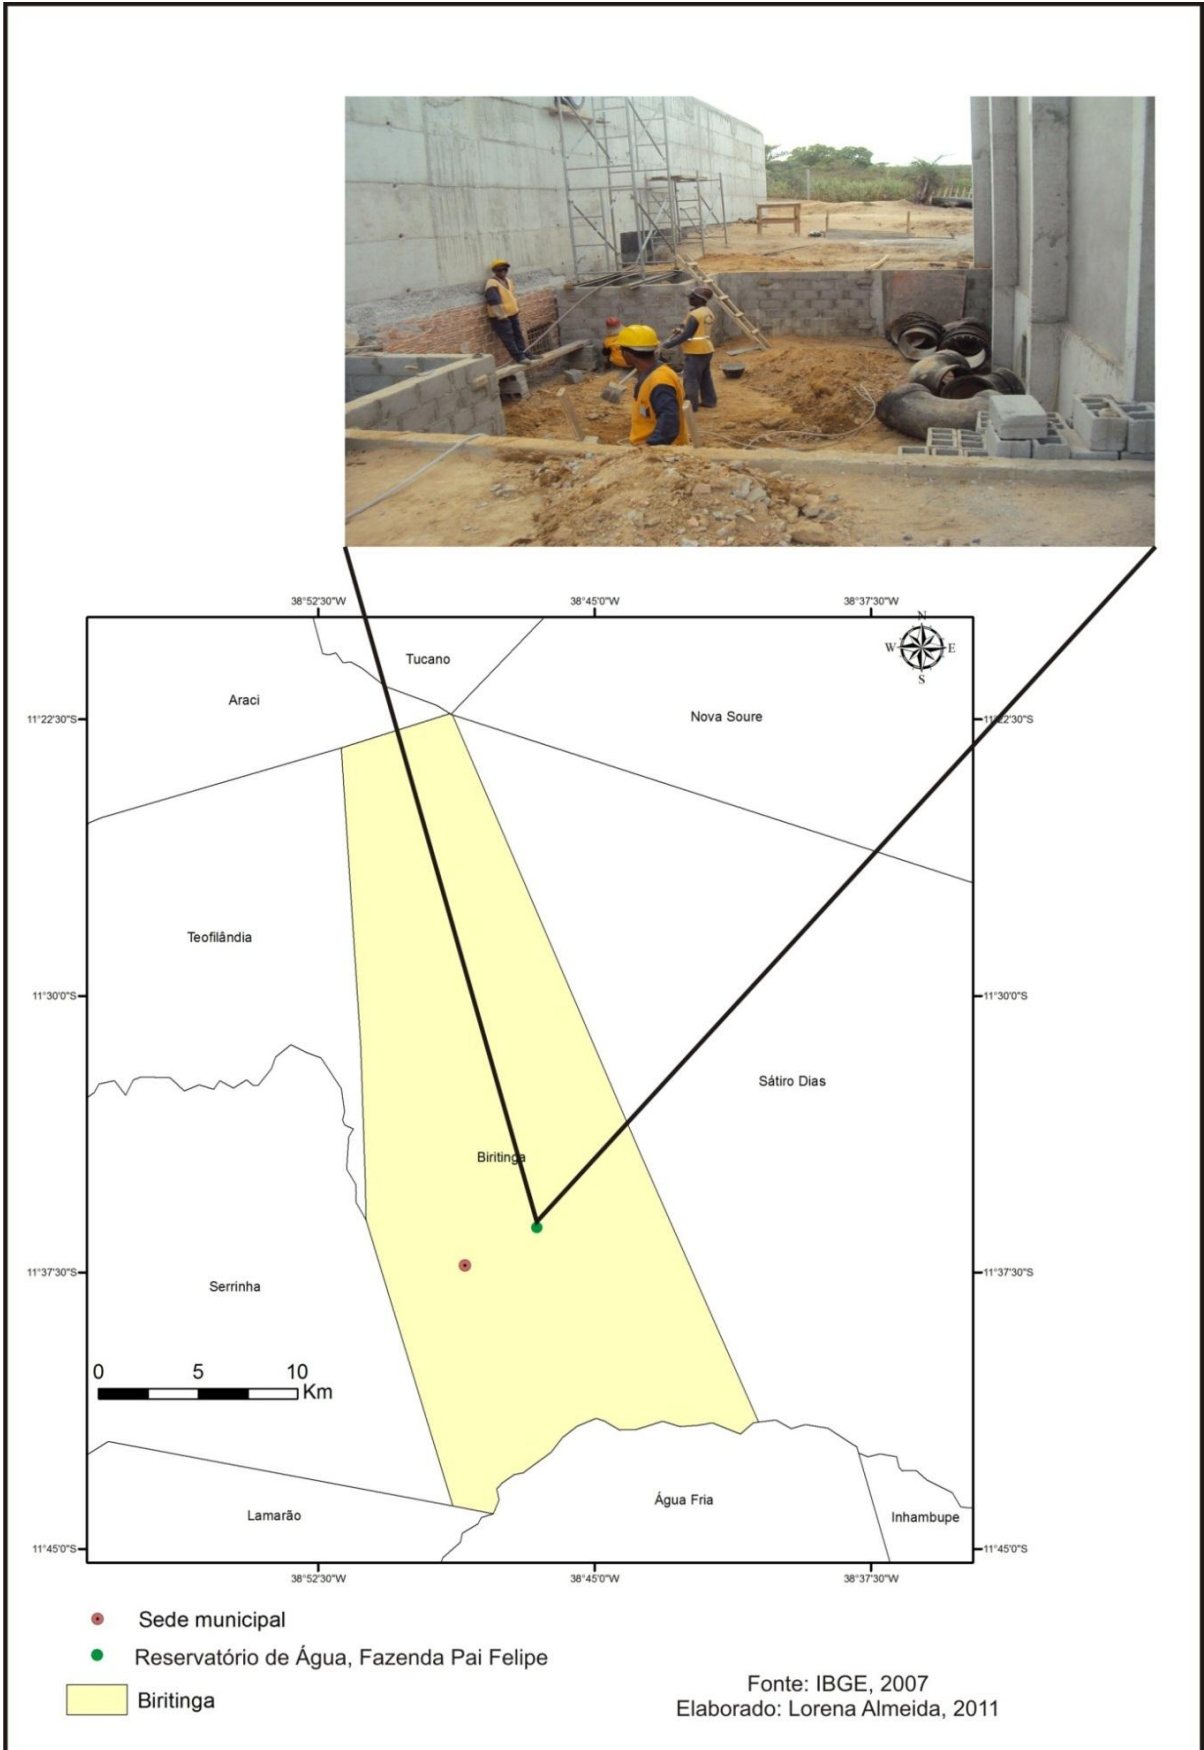 38°52'30"W 38°45'0"W 38°37'30"W
N
W E
S
Tucano
Araci
Nova Soure
11°22'30"S 11°22'30"S
Teofilândia
11°30'0"S 11°30'0"S
Sátiro Dias
Biritinga
11°37'30"S 11°37'30"S
Serrinha
0 5 10
Km
Água Fria
Lamarão
Inhambupe
11°45'0"S 11°45'0"S
38°52'30"W 38°45'0"W 38°37'30"W
Sede municipal
Reservatório de Água, Fazenda Pai Felipe
Biritinga
Fonte: IBGE, 2007
Elaborado: Lorena Almeida, 2011